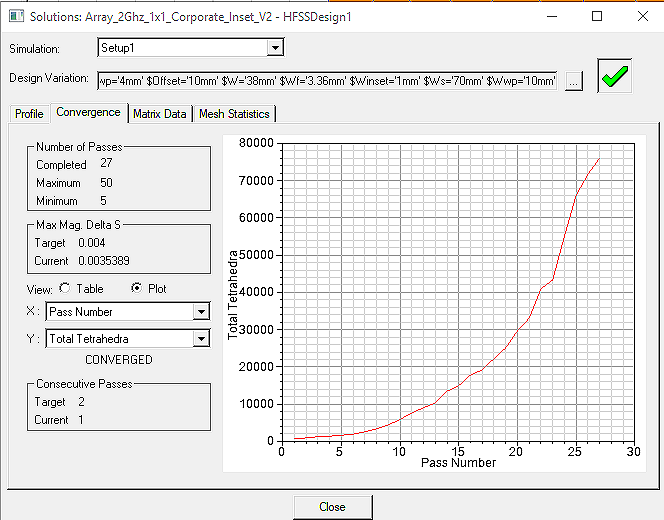 Solutions: Array_2Ghz_1x1_Corporate_Inset_V2 - HFSSDesign1
Simulation: Setup1
Design Variation: wp='4mm' $Offset='10mm' $W='38mm' $Wf='3.36mm' $Winset='1mm' $Ws='70mm' $Wwp='10mm' ...
Profile Convergence Matrix Data Mesh Statistics
Number of Passes
Completed 27
Maximum 50
Minimum 5
Max Mag. Delta S
Target 0.004
Current 0.0035389
View: Table Plot
X : Pass Number
Y : Total Tetrahedra
CONVERGED
Consecutive Passes
Target 2
Current 1
80000
70000
60000
50000
40000
30000
20000
10000
0
Total Tetrahedra
0 5 10 15 20 25 30
Pass Number
Close